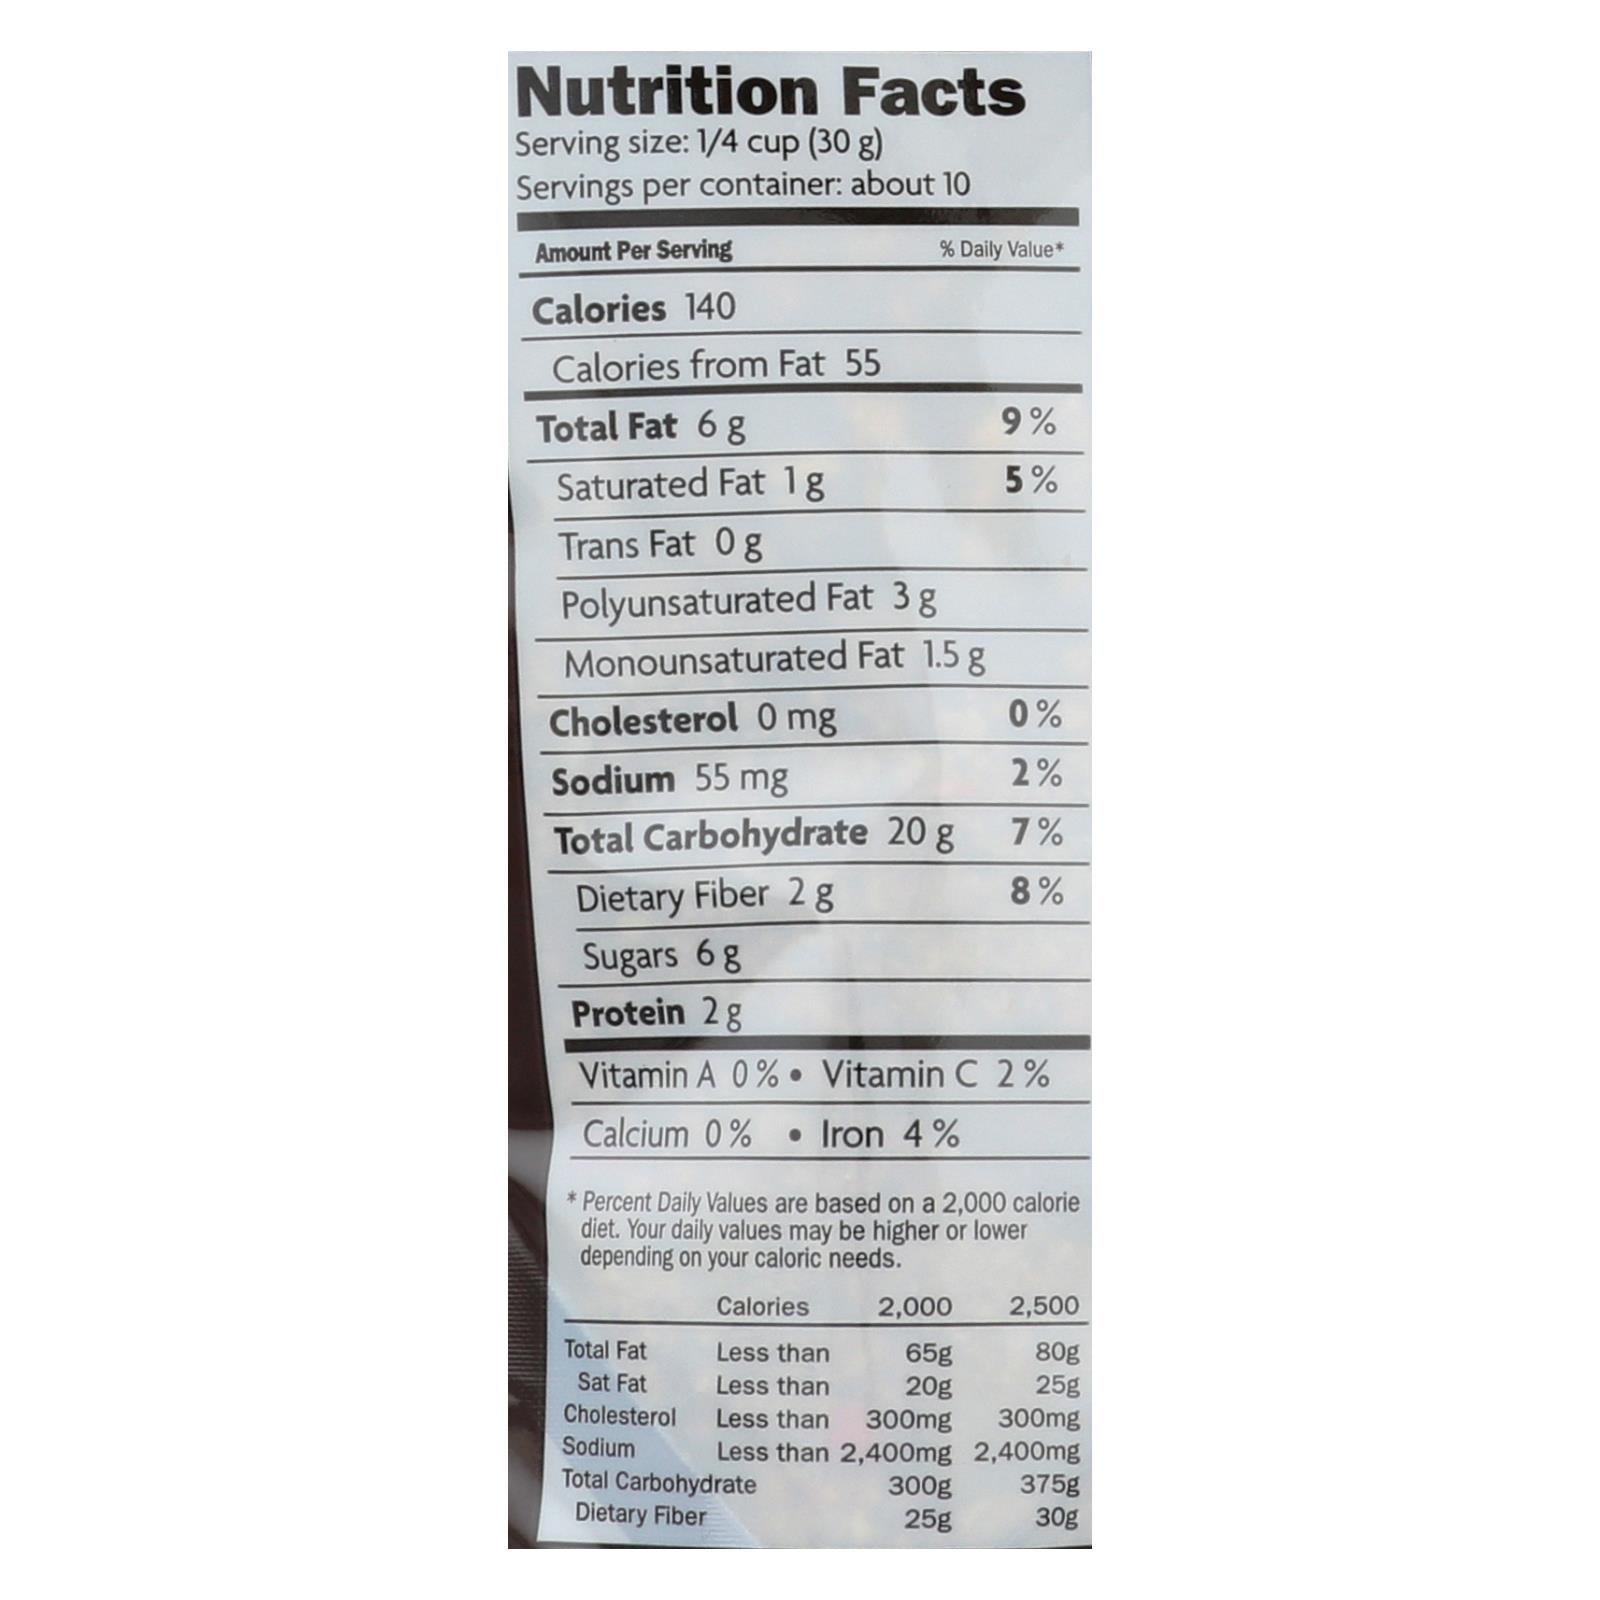 Nutrition Facts
Serving size: 1/4 cup (30 g)
Servings per container: about 10
Amount Per Serving % Daily Value*
Calories 140
Calories from Fat 55
Total Fat 6 g 9 %
Saturated Fat 1 g 5 %
Trans Fat 0 g
Polyunsaturated Fat 3 g
Monounsaturated Fat 1.5 g
Cholesterol 0 mg 0 %
Sodium 55 mg 2 %
Total Carbohydrate 20 g 7 %
Dietary Fiber 2 g 8 %
Sugars 6 g
Protein 2 g
Vitamin A 0 % • Vitamin C 2 %
Calcium 0 % • Iron 4 %
* Percent Daily Values are based on a 2,000 calorie
diet. Your daily values may be higher or lower
depending on your caloric needs.
Calories 2,000 2,500
Total Fat Less than 65g 80g
Sat Fat Less than 20g 25g
Cholesterol Less than 300mg 300mg
Sodium Less than 2,400mg 2,400mg
Total Carbohydrate 300g 375g
Dietary Fiber 25g 30g